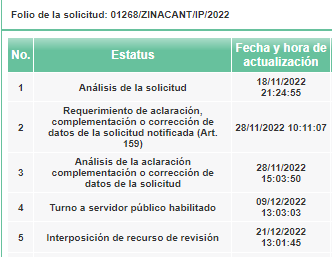 Folio de la solicitud: 01268/ZINACANT/IP/2022
No. Estatus Fecha y hora de
actualización
1 Análisis de la solicitud 18/11/2022
21:24:55
2 Requerimiento de aclaración,
complementación o corrección de
datos de la solicitud notificada (Art.
159) 28/11/2022 10:11:07
3 Análisis de la aclaración
complementación o corrección de
datos de la solicitud 28/11/2022
15:03:50
4 Turno a servidor público habilitado 09/12/2022
13:03:03
5 Interposición de recurso de revisión 21/12/2022
13:01:45